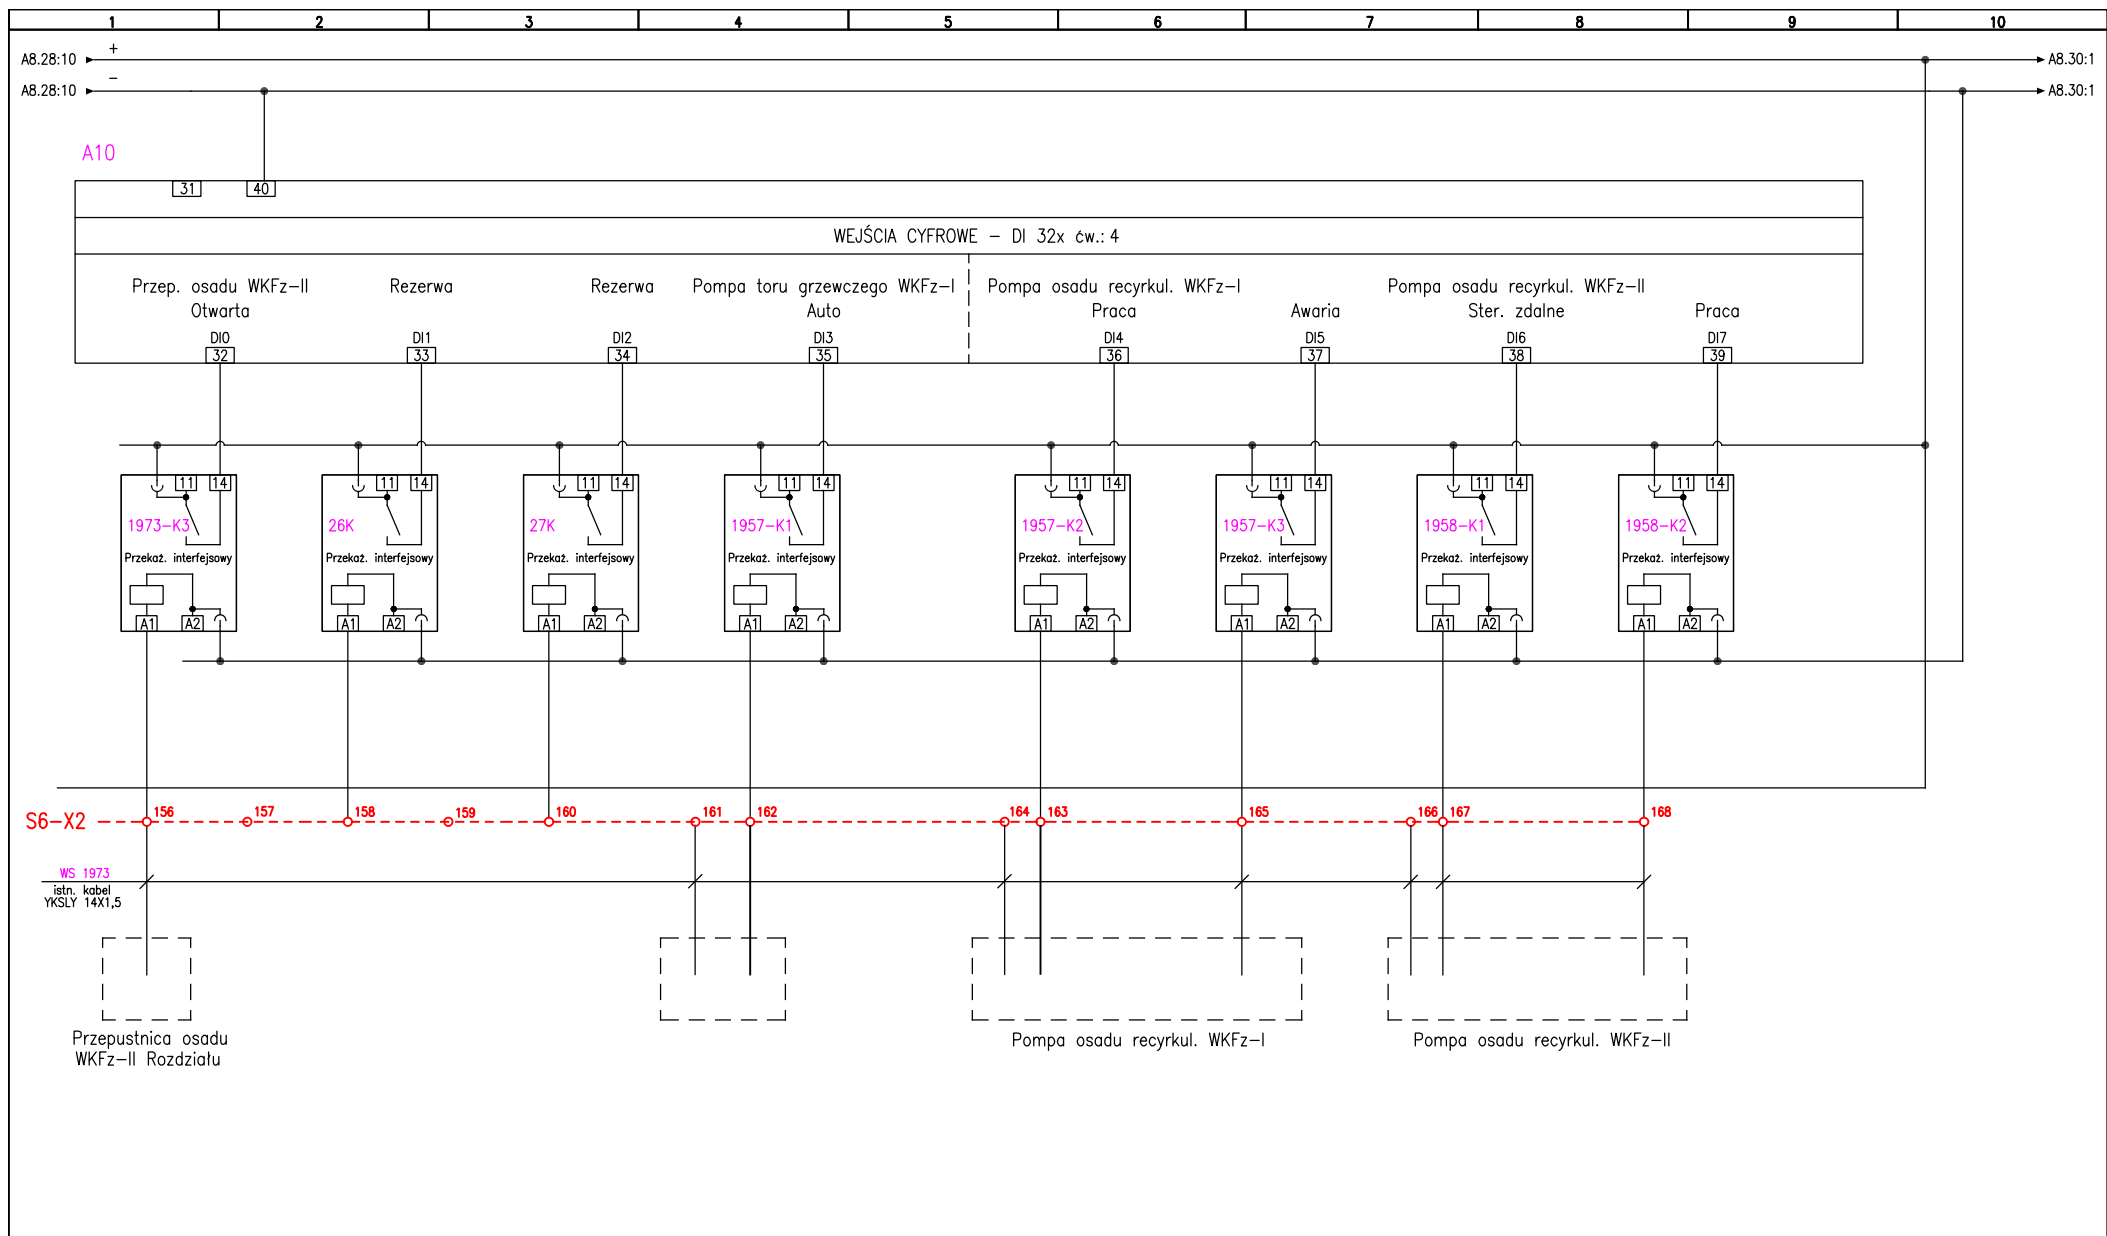 1 2 3 4 5 6 7 8 9 10
+
A8.28:10 A8.30:1
−
A8.28:10 A8.30:1
A10
31 40
WEJŚCIA CYFROWE − DI 32x ćw.: 4
Przep. osadu WKFz−II Rezerwa Rezerwa Pompa toru grzewczego WKFz−I Pompa osadu recyrkul. WKFz−I Pompa osadu recyrkul. WKFz−II
Otwarta Auto Praca Awaria Ster. zdalne Praca
DI0 DI1 DI2 DI3 DI4 DI5 DI6 DI7
32 33 34 35 36 37 38 39
11 14 11 14 11 14 11 14 11 14 11 14 11 14 11 14
1973−K3 26K 27K 1957−K1 1957−K2 1957−K3 1958−K1 1958−K2
Przekaź. interfejsowy Przekaź. interfejsowy Przekaź. interfejsowy Przekaź. interfejsowy Przekaź. interfejsowy Przekaź. interfejsowy Przekaź. interfejsowy Przekaź. interfejsowy
A1 A2 A1 A2 A1 A2 A1 A2 A1 A2 A1 A2 A1 A2 A1 A2
S6−X2 156 157 158 159 160 161 162 164 163 165 166 167 168
WS 1973
istn. kabel
YKSLY 14X1,5
Przepustnica osadu
WKFz−II Rozdziału
Pompa osadu recyrkul. WKFz−I Pompa osadu recyrkul. WKFz−II